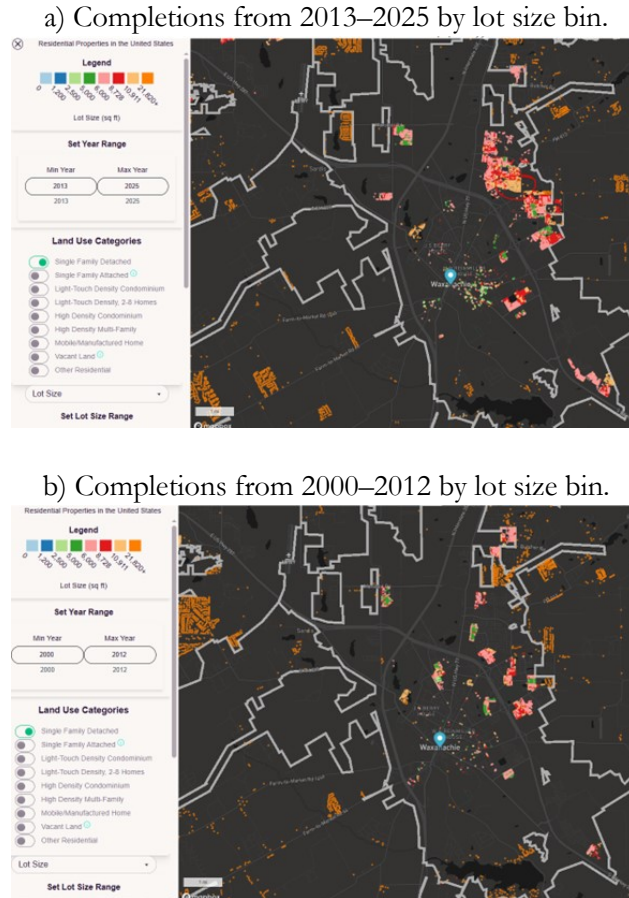 a) Completions from 2013–2025 by lot size bin.
Residential Properties in the United States
Legend
0
1,200
2,500
5,000
6,000
8,728
10,911
21,820+
Lot Size (sq ft)
Set Year Range
Min Year
Max Year
2013
2025
2013
2025
Land Use Categories
Single Family Detached
Single Family Attached
Light-Touch Density Condominium
Light-Touch Density, 2-8 Homes
High Density Condominium
High Density Multi-Family
Mobile/Manufactured Home
Vacant Land
Other Residential
Lot Size
Set Lot Size Range
Waxahachie
b) Completions from 2000–2012 by lot size bin.
Residential Properties in the United States
Legend
0
1,200
2,500
5,000
6,000
8,728
10,911
21,820+
Lot Size (sq ft)
Set Year Range
Min Year
Max Year
2000
2012
2000
2012
Land Use Categories
Single Family Detached
Single Family Attached
Light-Touch Density Condominium
Light-Touch Density, 2-8 Homes
High Density Condominium
High Density Multi-Family
Mobile/Manufactured Home
Vacant Land
Other Residential
Lot Size
Set Lot Size Range
Waxahachie